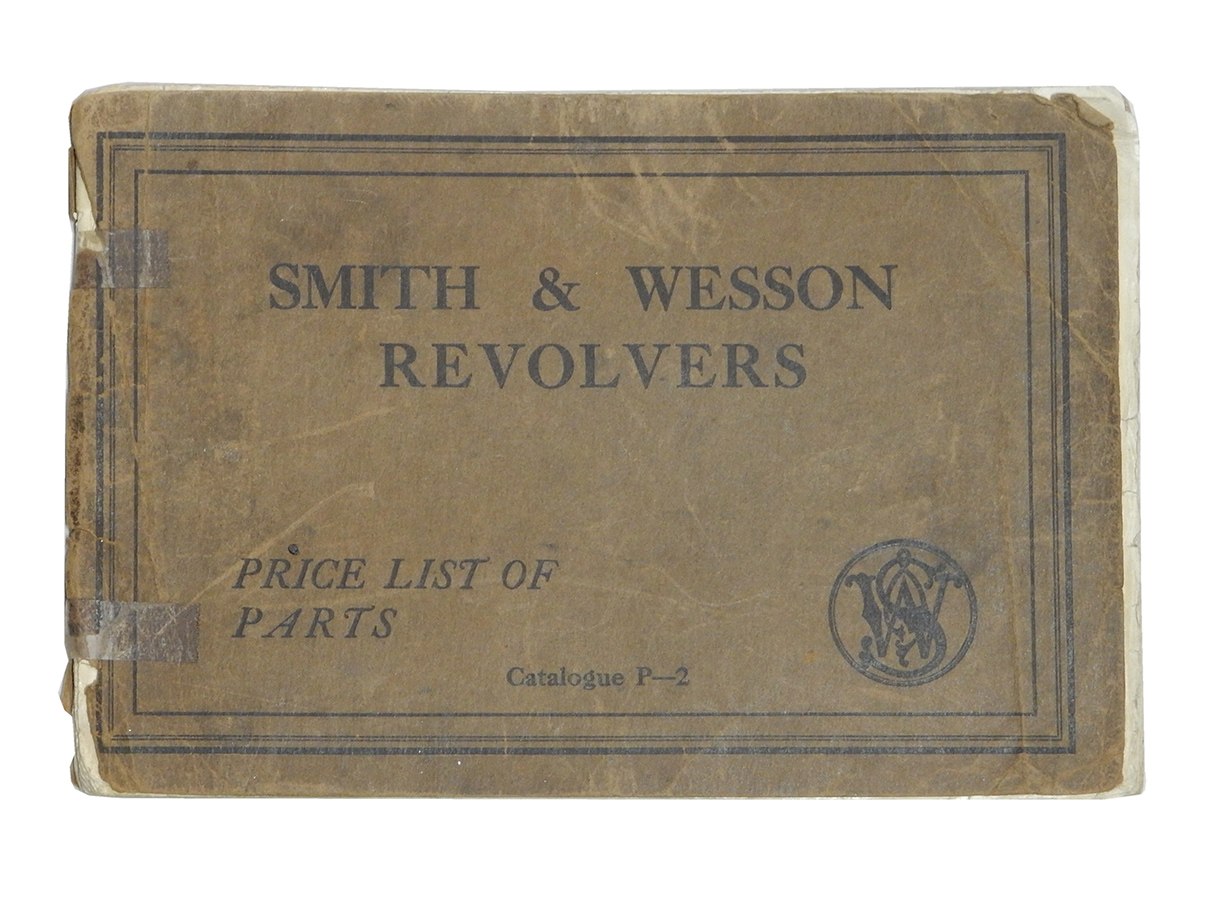 SMITH & WESSON
REVOLVERS
PRICE LIST OF
PARTS
Catalogue P—2
S&W